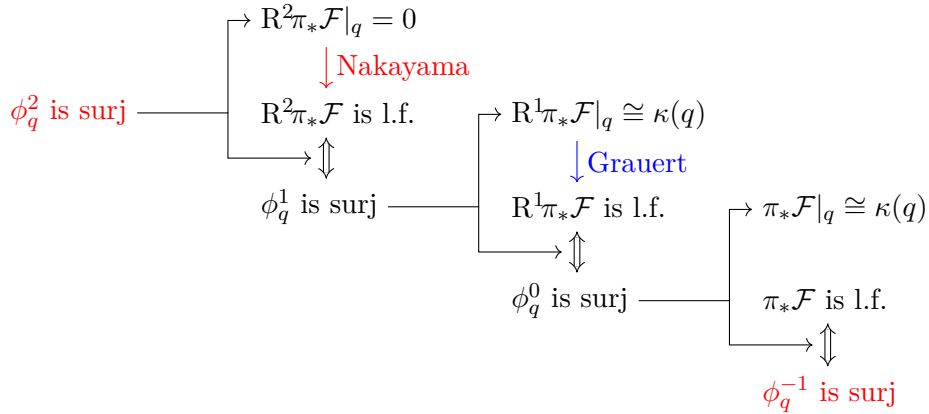 R²π_*ℱ|_q = 0
Nakayama
ϕ_q^2 is surj
R²π_*ℱ is l.f.
R¹π_*ℱ|_q ≅ κ(q)
Grauert
ϕ_q^1 is surj
R¹π_*ℱ is l.f.
π_*ℱ|_q ≅ κ(q)
ϕ_q^0 is surj
π_*ℱ is l.f.
ϕ_q^{-1} is surj